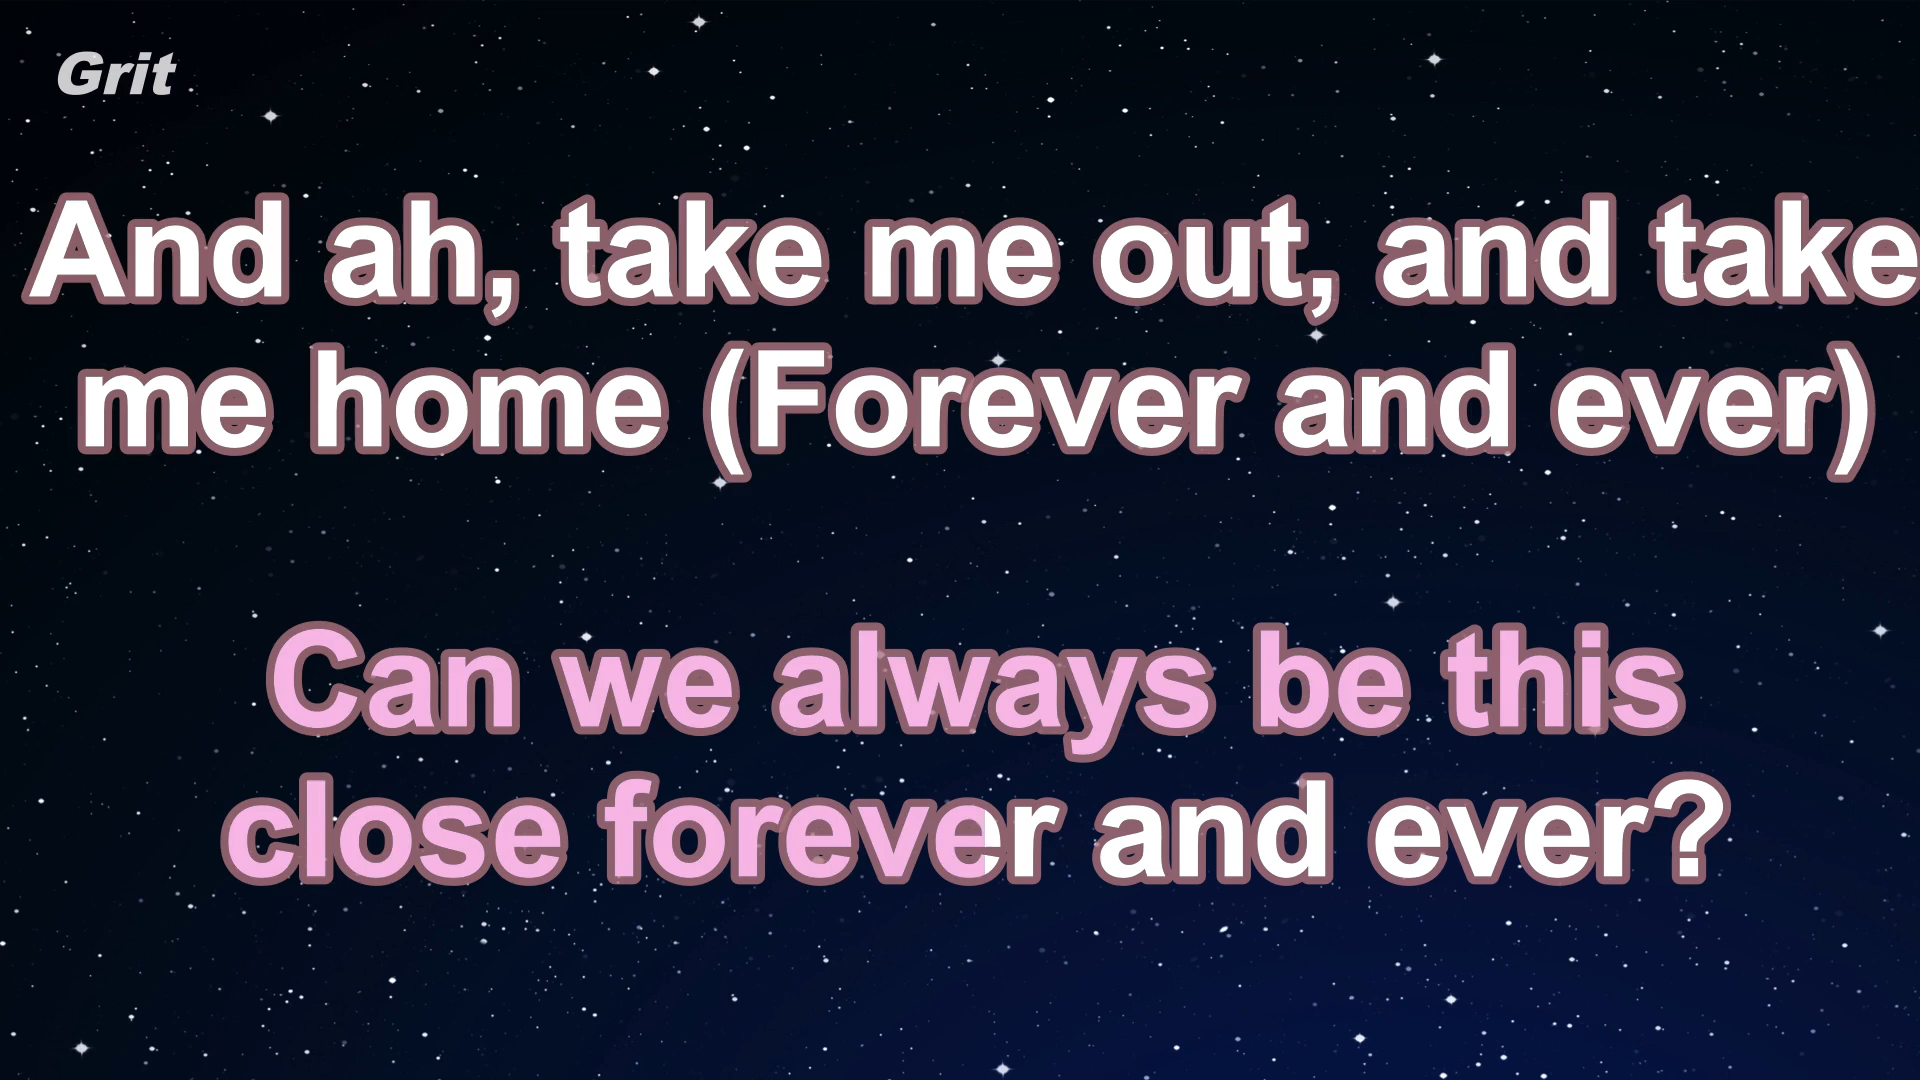 Grit
And ah, take me out, and take
me home (Forever and ever)
Can we always be this
close forever and ever?